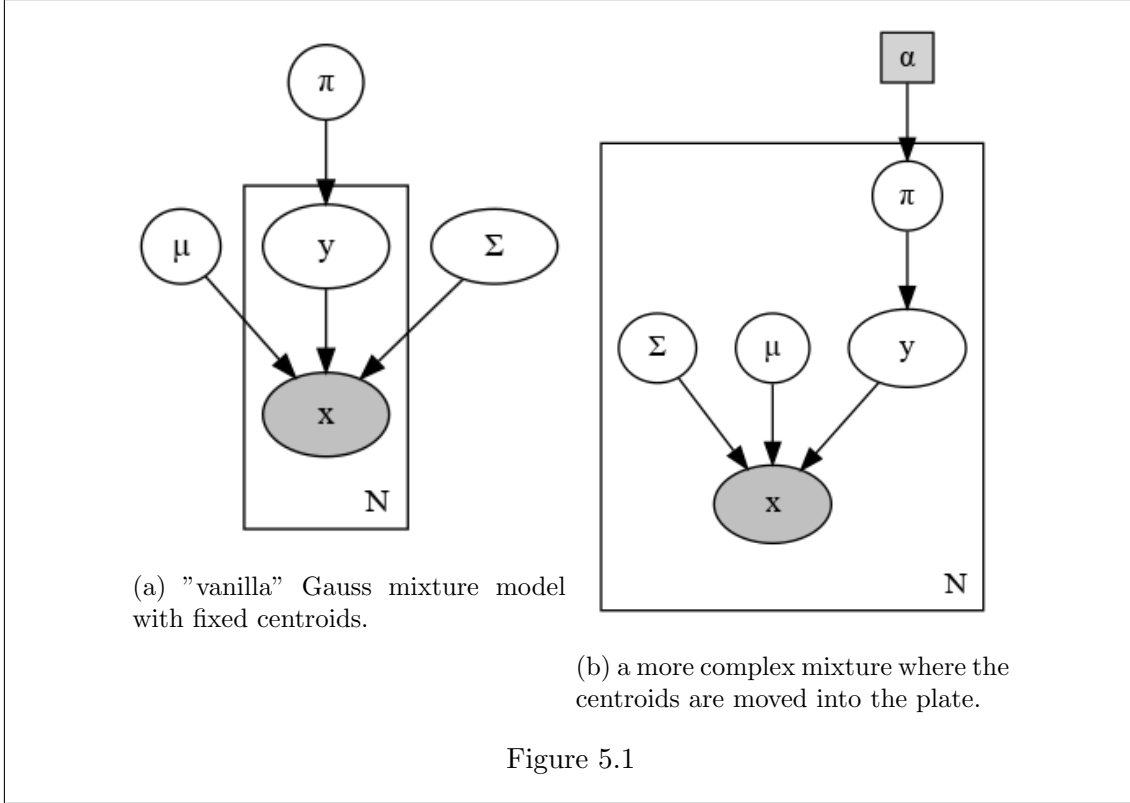 π
μ
y
Σ
x
N
(a) ”vanilla” Gauss mixture model
with fixed centroids.
α
π
Σ
μ
y
x
N
(b) a more complex mixture where the
centroids are moved into the plate.
Figure 5.1